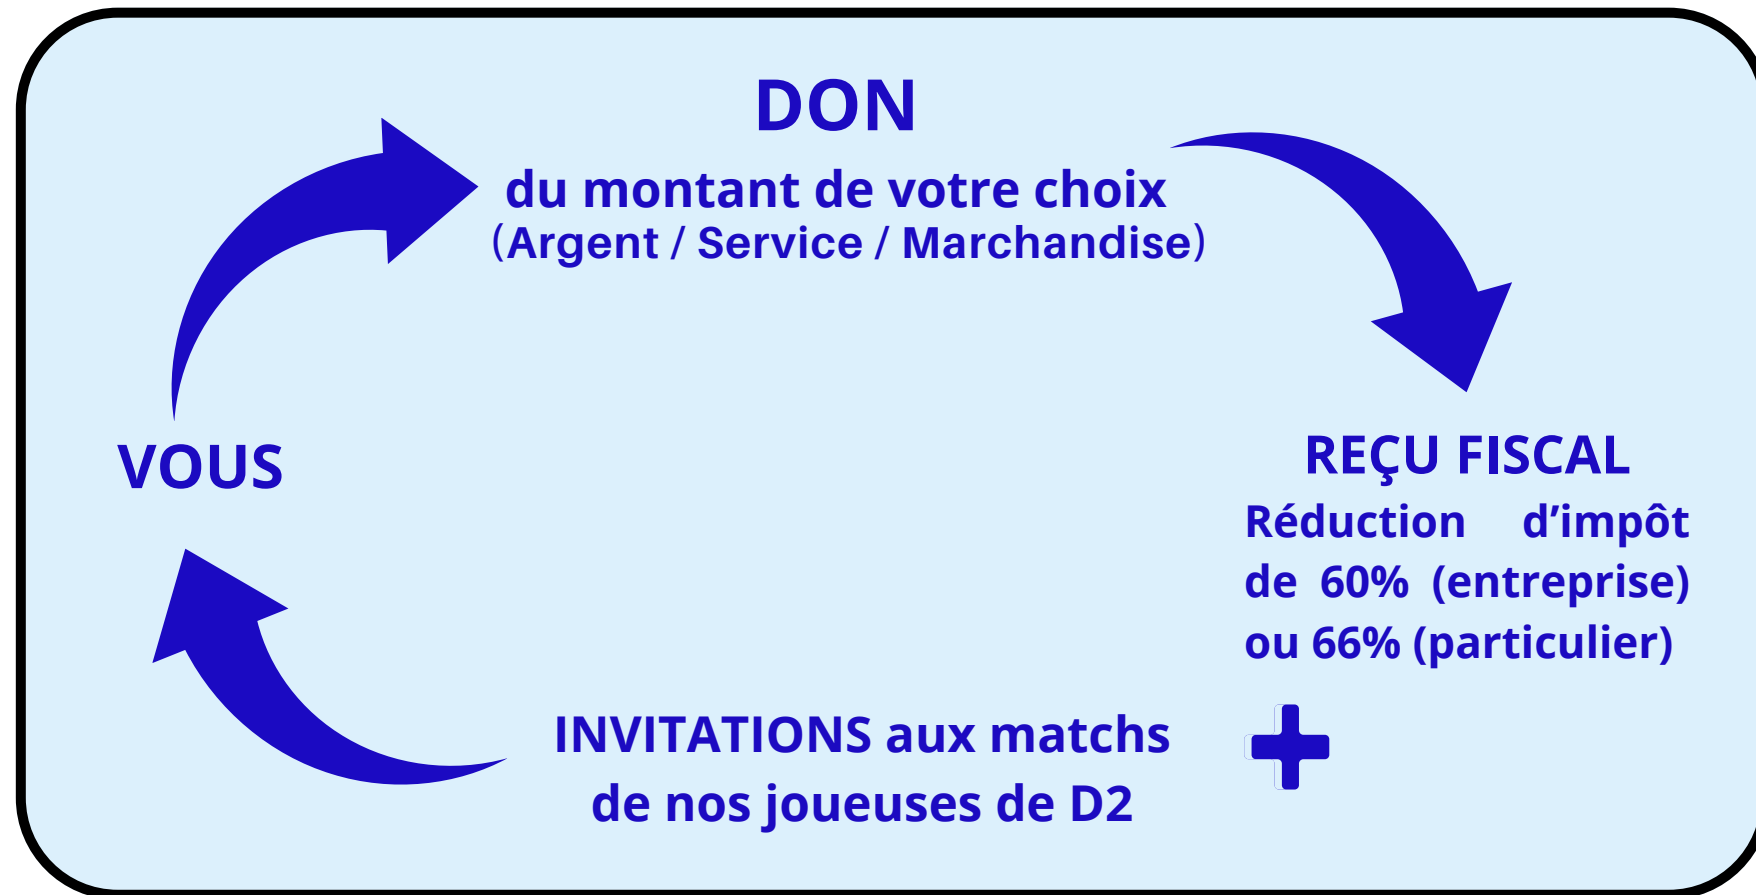 DON
du montant de votre choix
(Argent / Service / Marchandise)
VOUS
REÇU FISCAL
Réduction d’impôt
de 60% (entreprise)
ou 66% (particulier)
INVITATIONS aux matchs
de nos joueuses de D2